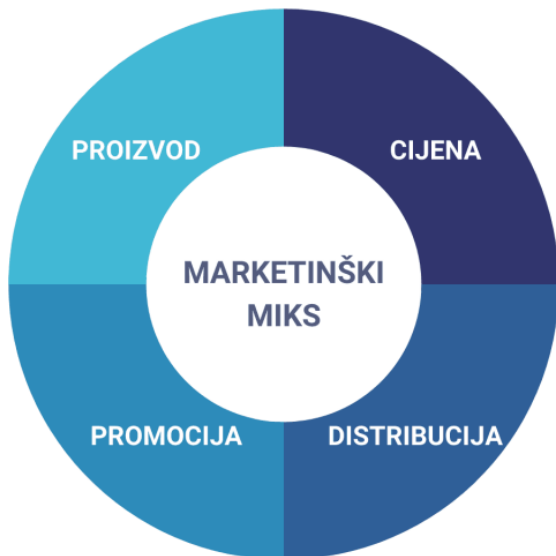 PROIZVOD
CIJENA
MARKETINŠKI
MIKS
PROMOCIJA
DISTRIBUCIJA